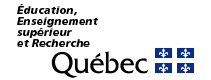 Éducation,
Enseignement
supérieur
et Recherche
Québec